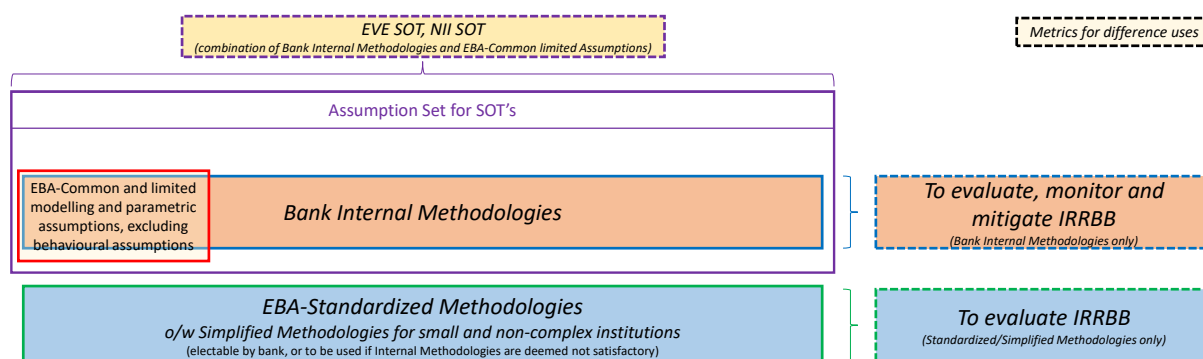 EVE SOT, NII SOT
(combination of Bank Internal Methodologies and EBA-Common limited Assumptions)
Metrics for difference uses
Assumption Set for SOT's
EBA-Common and limited
modelling and parametric
assumptions, excluding
behavioural assumptions
Bank Internal Methodologies
To evaluate, monitor and
mitigate IRRBB
(Bank Internal Methodologies only)
EBA-Standardized Methodologies
o/w Simplified Methodologies for small and non-complex institutions
(electable by bank, or to be used if Internal Methodologies are deemed not satisfactory)
To evaluate IRRBB
(Standardized/Simplified Methodologies only)